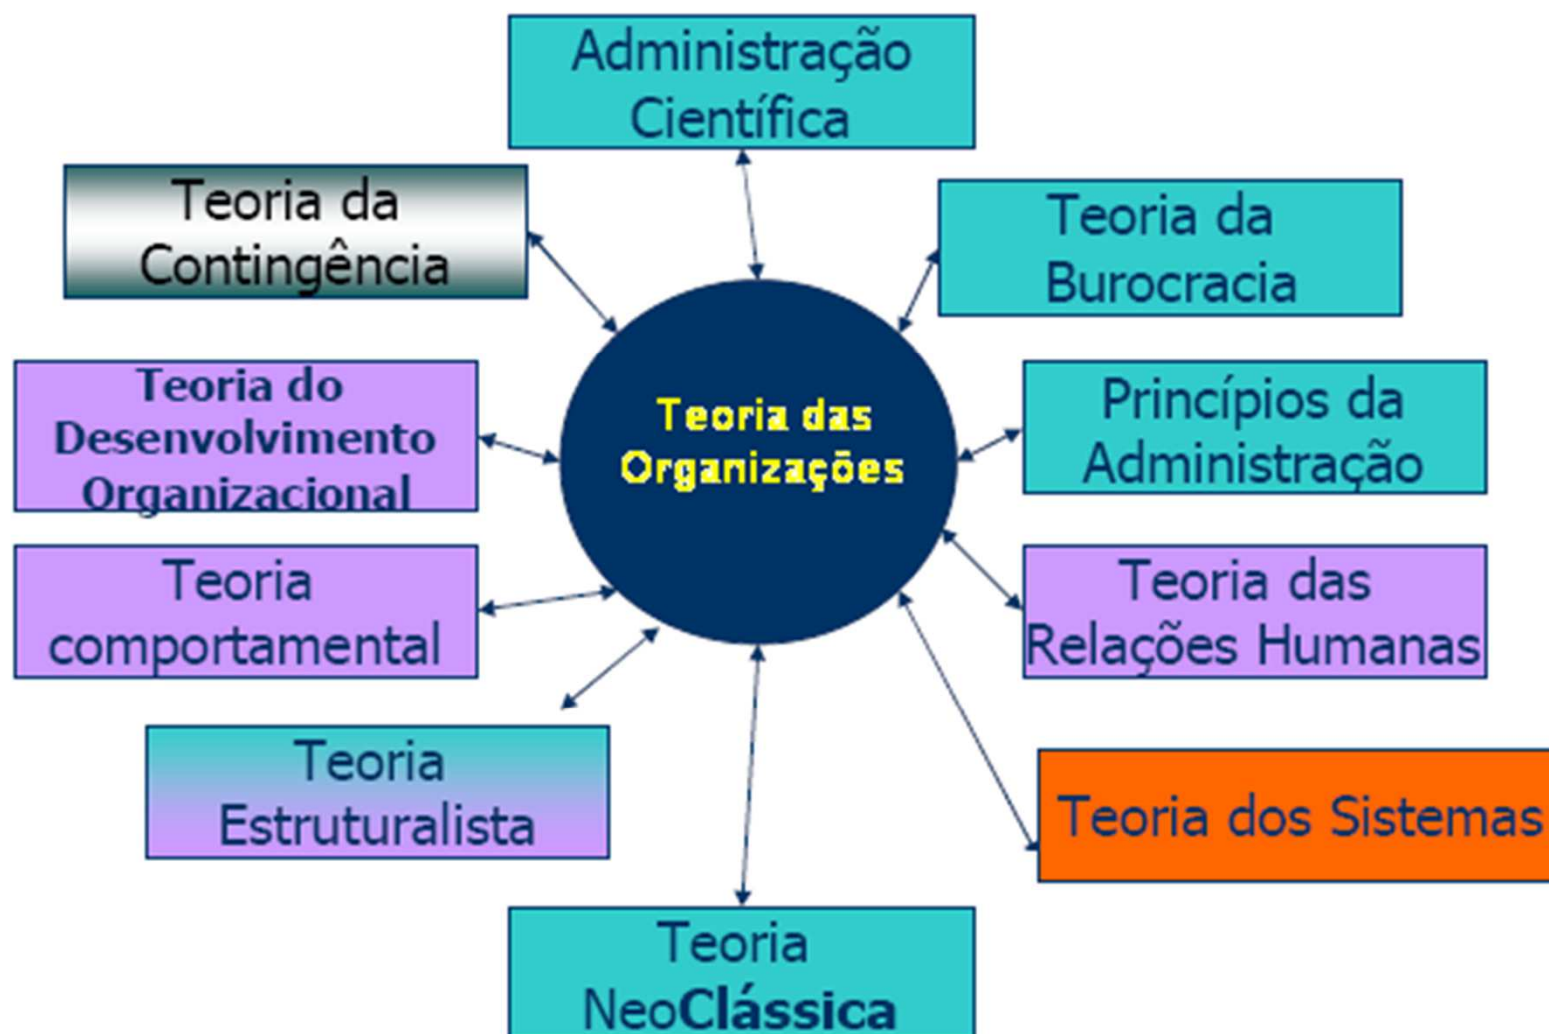 Administração
Científica
Teoria da
Contingência
Teoria da
Burocracia
Teoria do
Desenvolvimento
Organizacional
Teoria das
Organizações
Princípios da
Administração
Teoria
comportamental
Teoria das
Relações Humanas
Teoria
Estruturalista
Teoria dos Sistemas
Teoria
NeoClássica